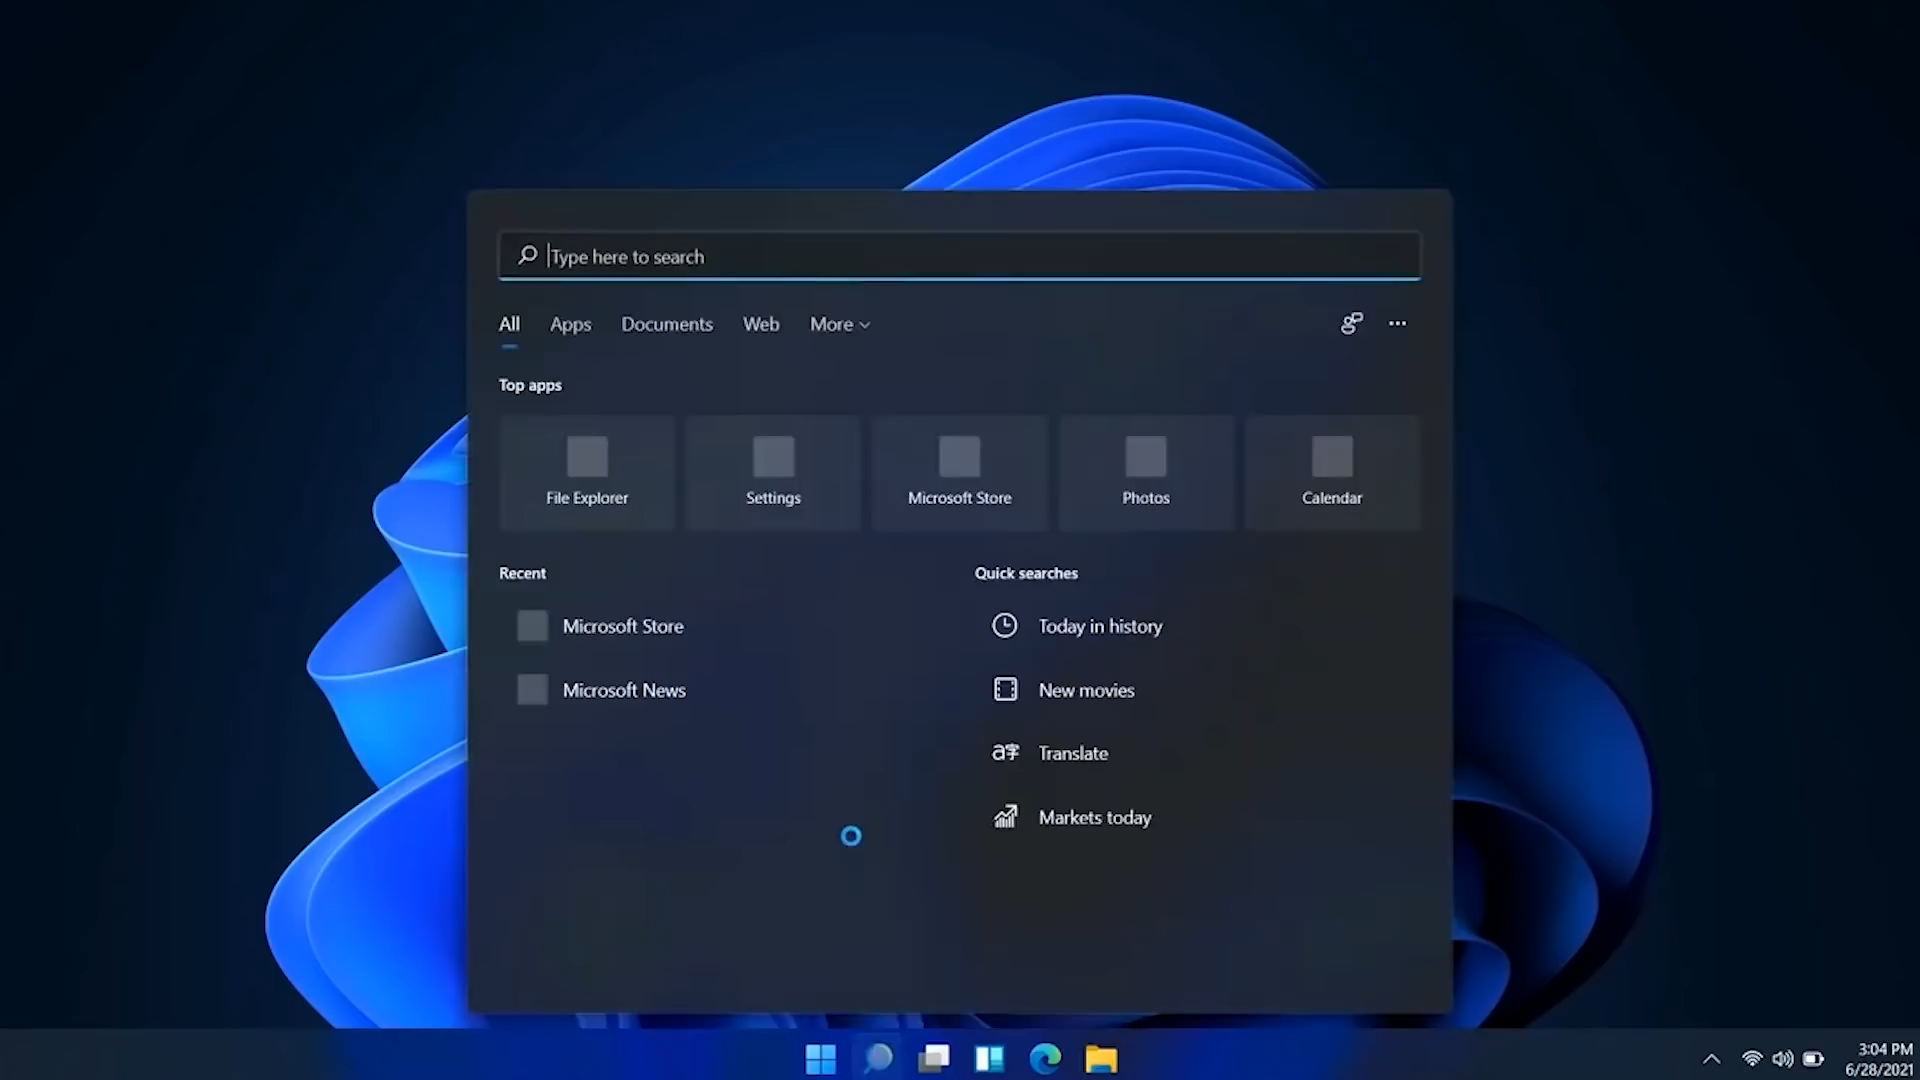 Type here to search
All Apps Documents Web More
Top apps
File Explorer Settings Microsoft Store Photos Calendar
Recent
Quick searches
Microsoft Store
Today in history
Microsoft News
New movies
Translate
Markets today
3:04 PM
6/28/2021